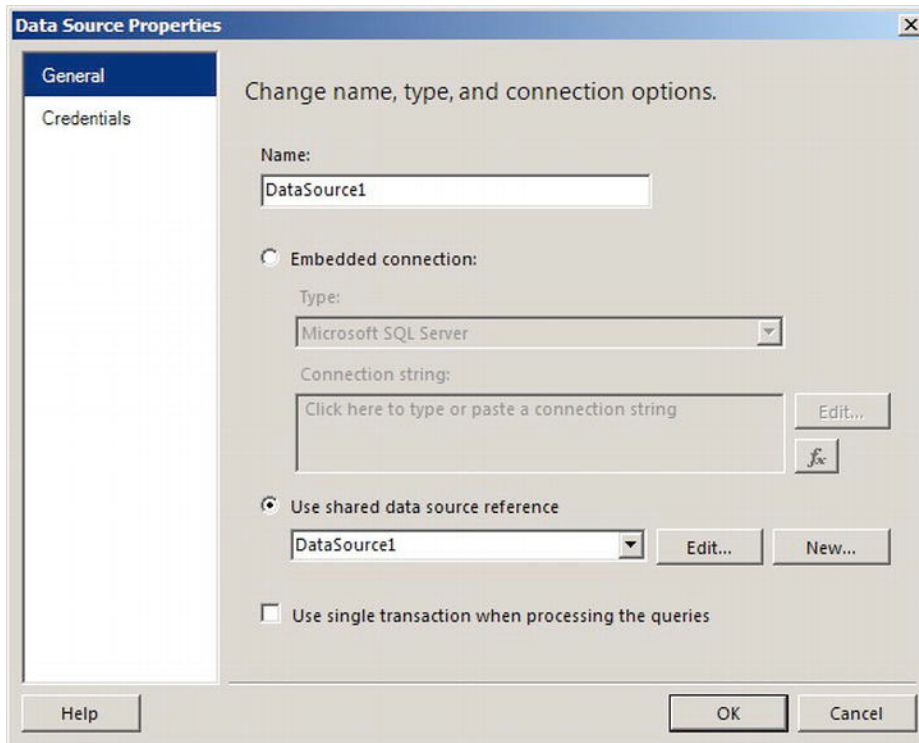 Data Source Properties
General
Credentials
Change name, type, and connection options.
Name:
DataSource1
Embedded connection:
Type:
Microsoft SQL Server
Connection string:
Click here to type or paste a connection string
Edit...
fx
Use shared data source reference
DataSource1
Edit...
New...
Use single transaction when processing the queries
Help
OK
Cancel